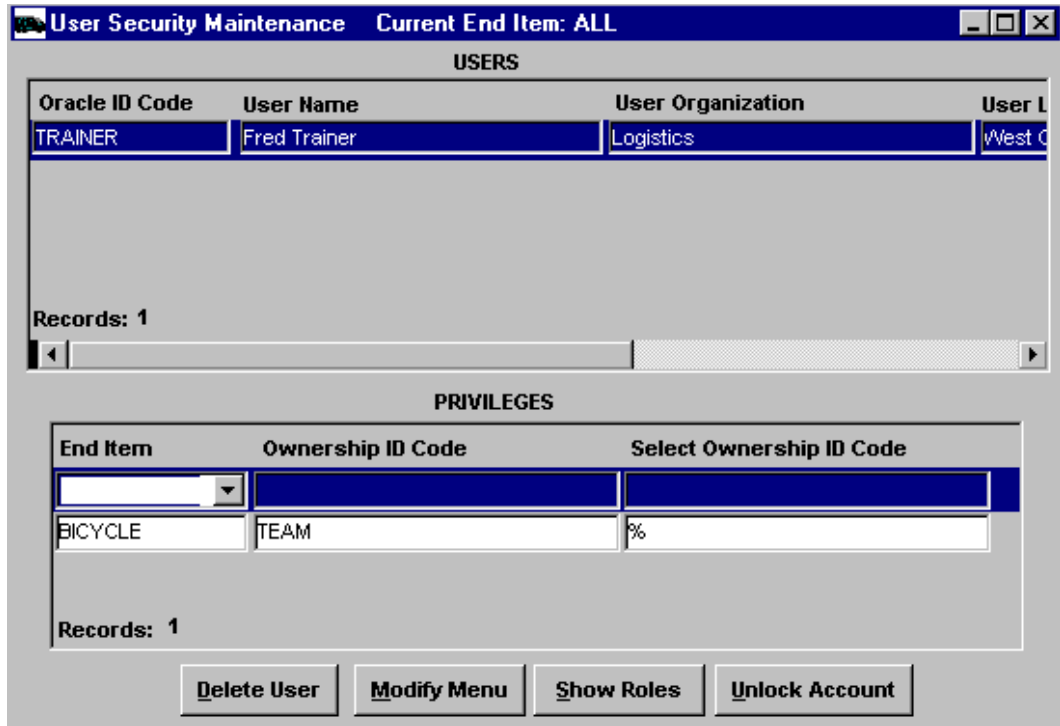 User Security Maintenance Current End Item: ALL
USERS
Oracle ID Code User Name User Organization User L
TRAINER Fred Trainer Logistics West C
Records: 1
PRIVILEGES
End Item Ownership ID Code Select Ownership ID Code
BICYCLE TEAM %
Records: 1
Delete User Modify Menu Show Roles Unlock Account